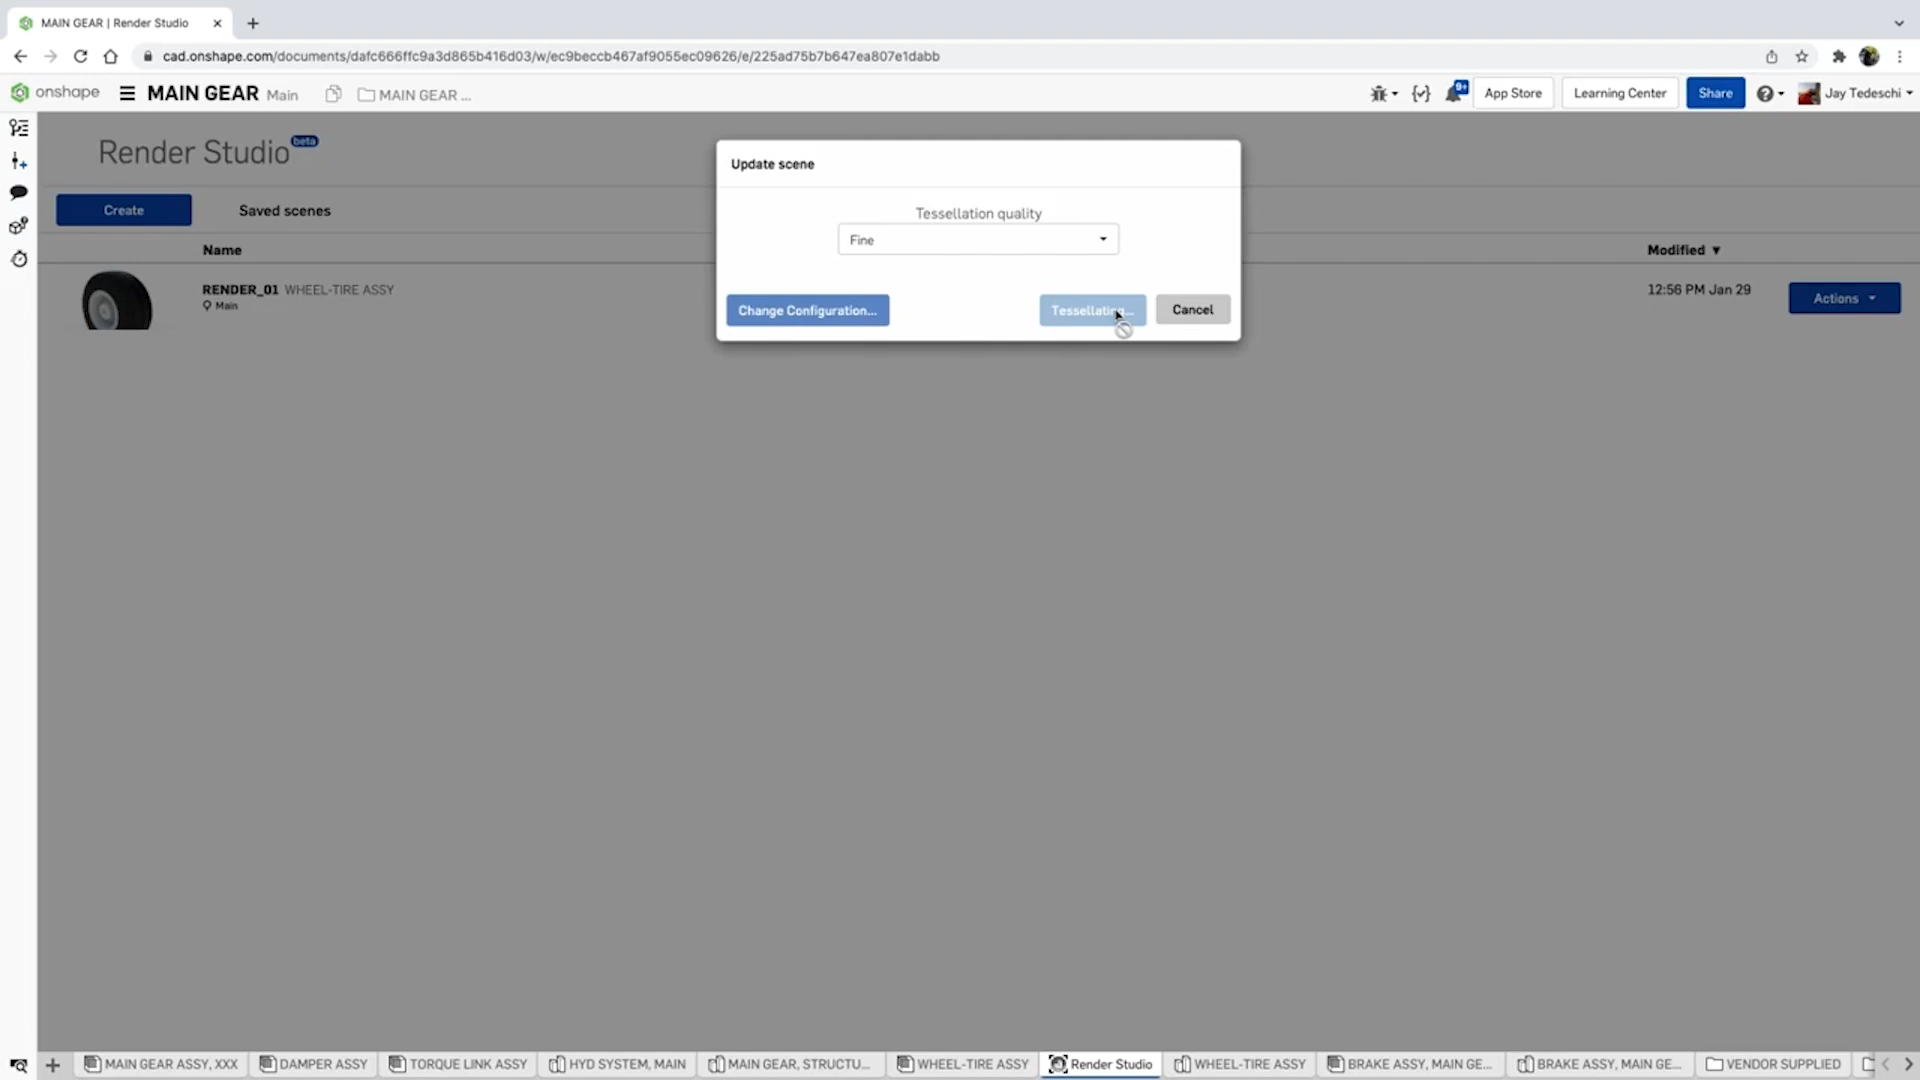 MAIN GEAR | Render Studio
cad.onshape.com/documents/dafc666ffc9a3d865b416d03/w/ec9beccb467af9055ec09626/e/225ad75b7b647ea807e1dabb
onshape MAIN GEAR Main MAIN GEAR ... 9+ App Store Learning Center Share Jay Tedeschi
Render Studio beta
Create Saved scenes
Name Modified ▼
RENDER_01 WHEEL-TIRE ASSY 12:56 PM Jan 29 Actions
Main
Update scene
Tessellation quality
Fine
Change Configuration... Tessellating... Cancel
MAIN GEAR ASSY, XXX DAMPER ASSY TORQUE LINK ASSY HYD SYSTEM, MAIN MAIN GEAR, STRUCTU... WHEEL-TIRE ASSY Render Studio WHEEL-TIRE ASSY BRAKE ASSY, MAIN GE... BRAKE ASSY, MAIN GE... VENDOR SUPPLIED